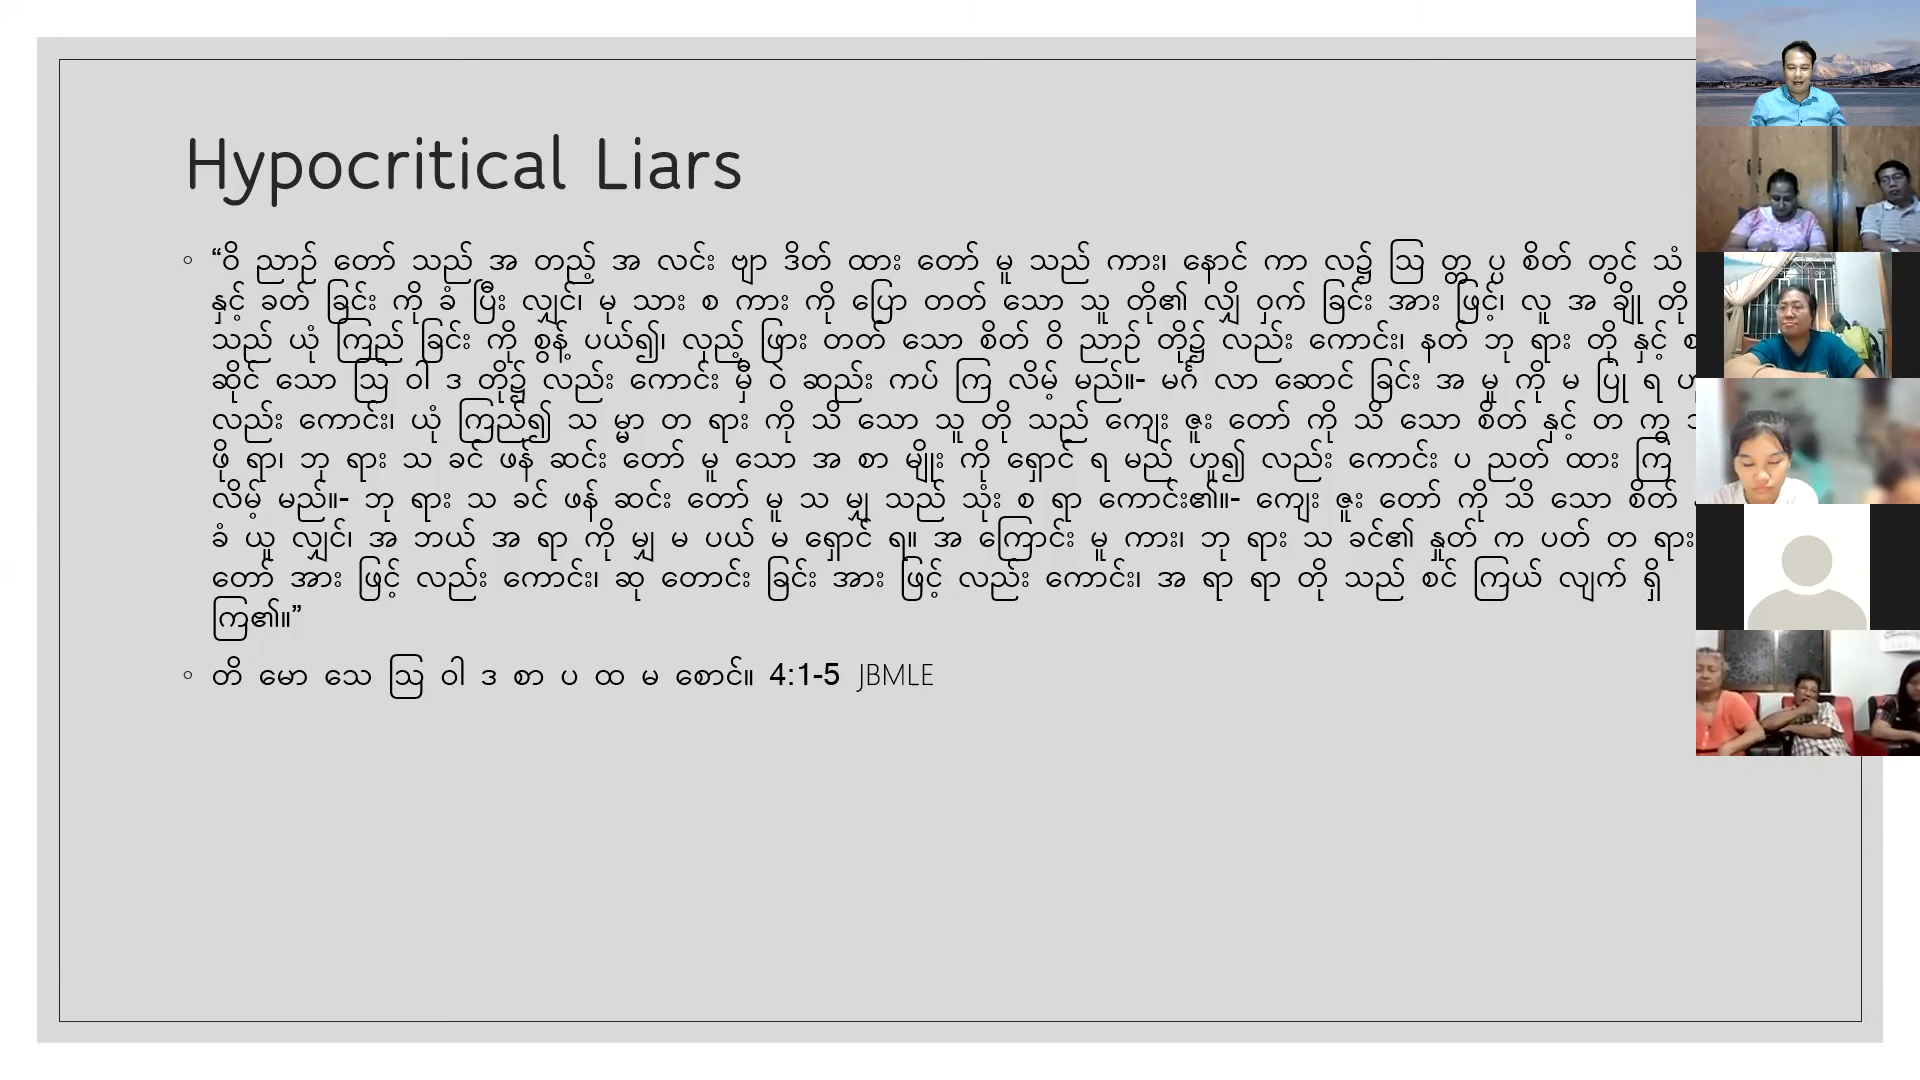 Hypocritical Liars
“ဝိ ညာဉ် တော် သည် အ တည့် အ လင်း ဗျာ ဒိတ် ထား တော် မူ သည် ကား၊ နောင် ကာ လ၌ ဩ တ္တ ပ္ပ စိတ် တွင် သံ
နှင့် ခတ် ခြင်း ကို ခံ ပြီး လျှင်၊ မု သား စ ကား ကို ပြော တတ် သော သူ တို၏ လျှို ဝှက် ခြင်း အား ဖြင့်၊ လူ အ ချို တို
သည် ယုံ ကြည် ခြင်း ကို စွန့် ပယ်၍၊ လှည့် ဖြား တတ် သော စိတ် ဝိ ညာဉ် တို၌ လည်း ကောင်း၊ နတ် ဘု ရား တို နှင့် စ
ဆိုင် သော ဩ ဝါ ဒ တို၌ လည်း ကောင်း မှီ ဝဲ ဆည်း ကပ် ကြ လိမ့် မည်။- မင်္ဂ လာ ဆောင် ခြင်း အ မှု ကို မ ပြု ရ
လည်း ကောင်း၊ ယုံ ကြည်၍ သ မ္မာ တ ရား ကို သိ သော သူ တို သည် ကျေး ဇူး တော် ကို သိ သော စိတ် နှင့် တ ကွ
ဖို ရာ၊ ဘု ရား သ ခင် ဖန် ဆင်း တော် မူ သော အ စာ မျိုး ကို ရှောင် ရ မည် ဟူ၍ လည်း ကောင်း ပ ညတ် ထား ကြ
လိမ့် မည်။- ဘု ရား သ ခင် ဖန် ဆင်း တော် မူ သ မျှ သည် သုံး စ ရာ ကောင်း၏။- ကျေး ဇူး တော် ကို သိ သော စိတ်
ခံ ယူ လျှင်၊ အ ဘယ် အ ရာ ကို မျှ မ ပယ် မ ရှောင် ရ။ အ ကြောင်း မူ ကား၊ ဘု ရား သ ခင်၏ နှုတ် က ပတ် တ ရား
တော် အား ဖြင့် လည်း ကောင်း၊ ဆု တောင်း ခြင်း အား ဖြင့် လည်း ကောင်း၊ အ ရာ ရာ တို သည် စင် ကြယ် လျက် ရှိ
ကြ၏။”
တိ မော သေ ဩ ဝါ ဒ စာ ပ ထ မ စောင်။ 4:1-5 JBMLE